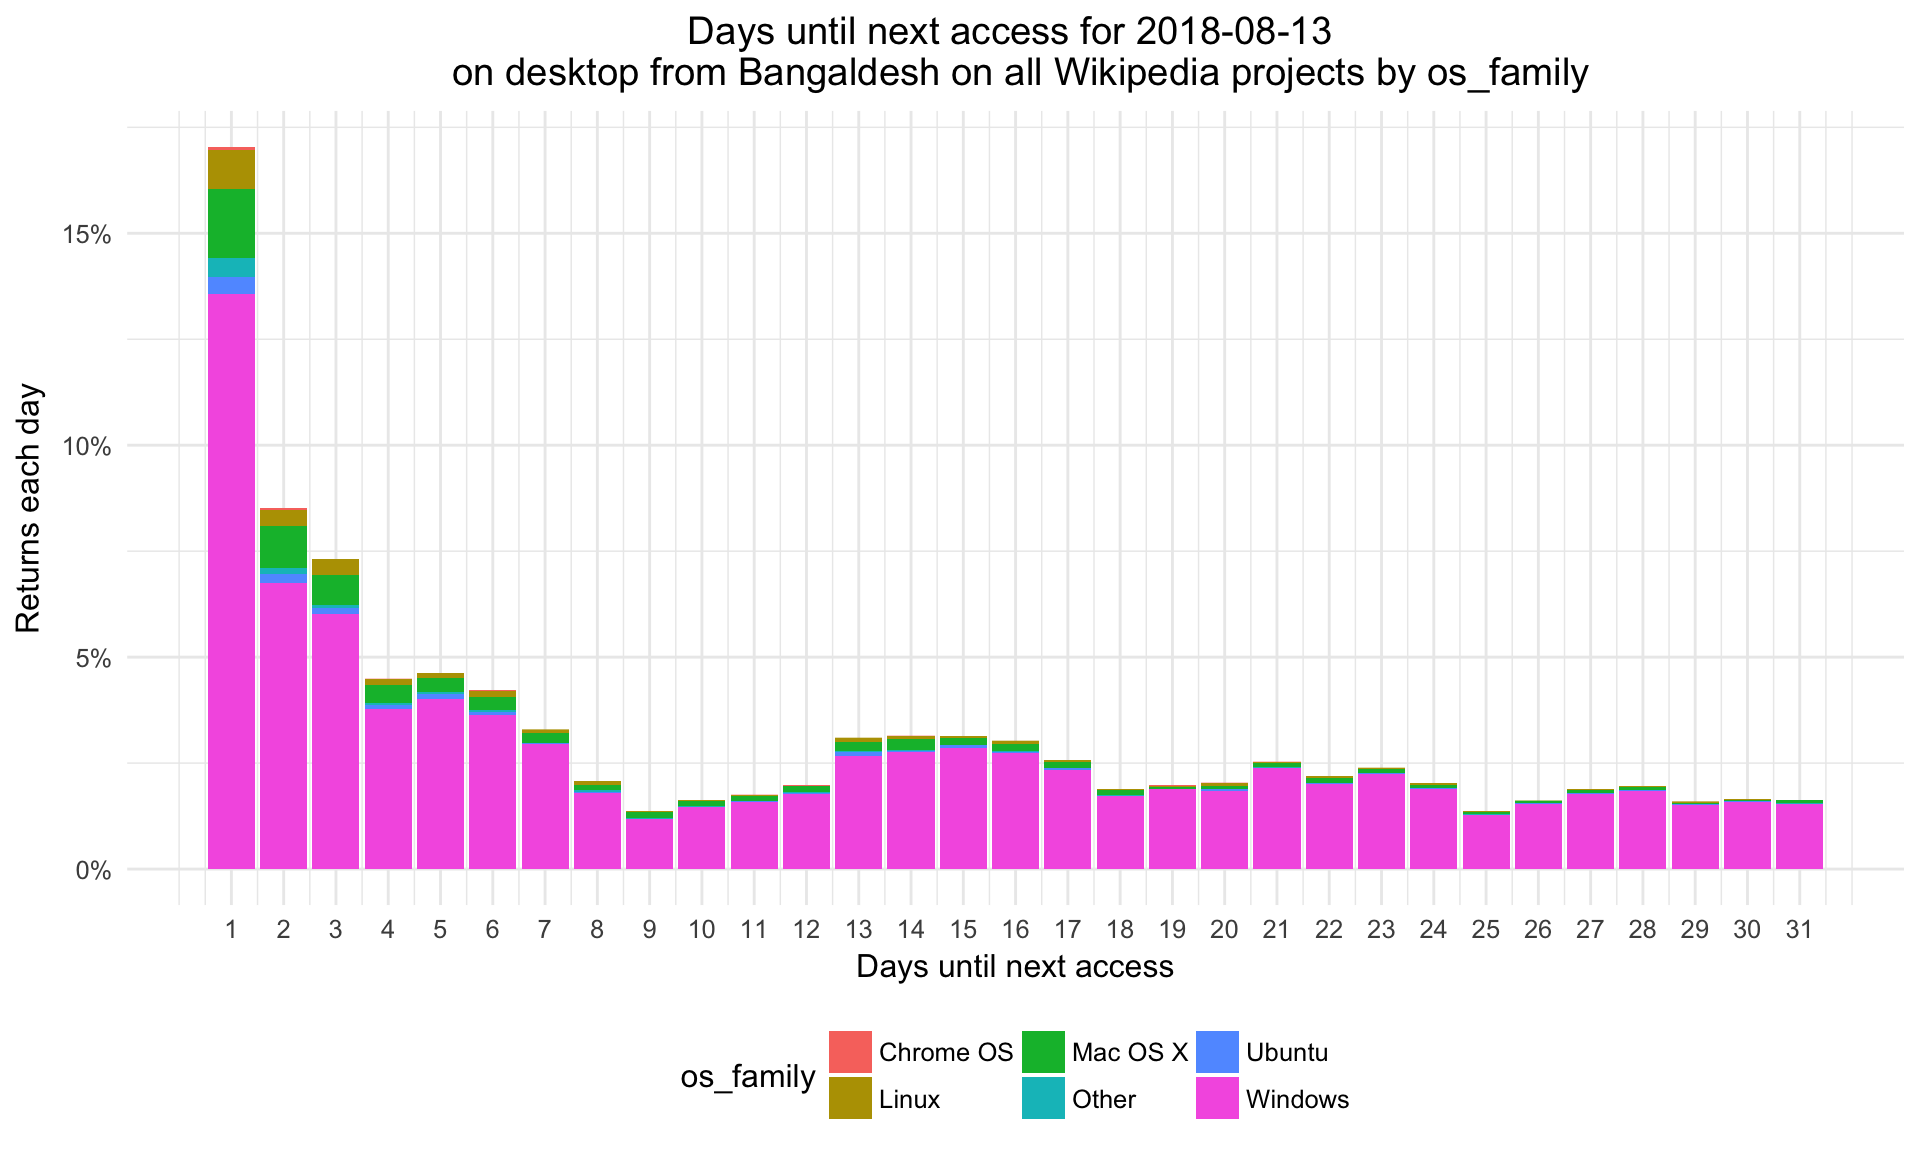 Days until next access for 2018-08-13
on desktop from Bangaldesh on all Wikipedia projects by os_family
Returns each day
15%
10%
5%
0%
1 2 3 4 5 6 7 8 9 10 11 12 13 14 15 16 17 18 19 20 21 22 23 24 25 26 27 28 29 30 31
Days until next access
os_family
Chrome OS Mac OS X Ubuntu
Linux Other Windows